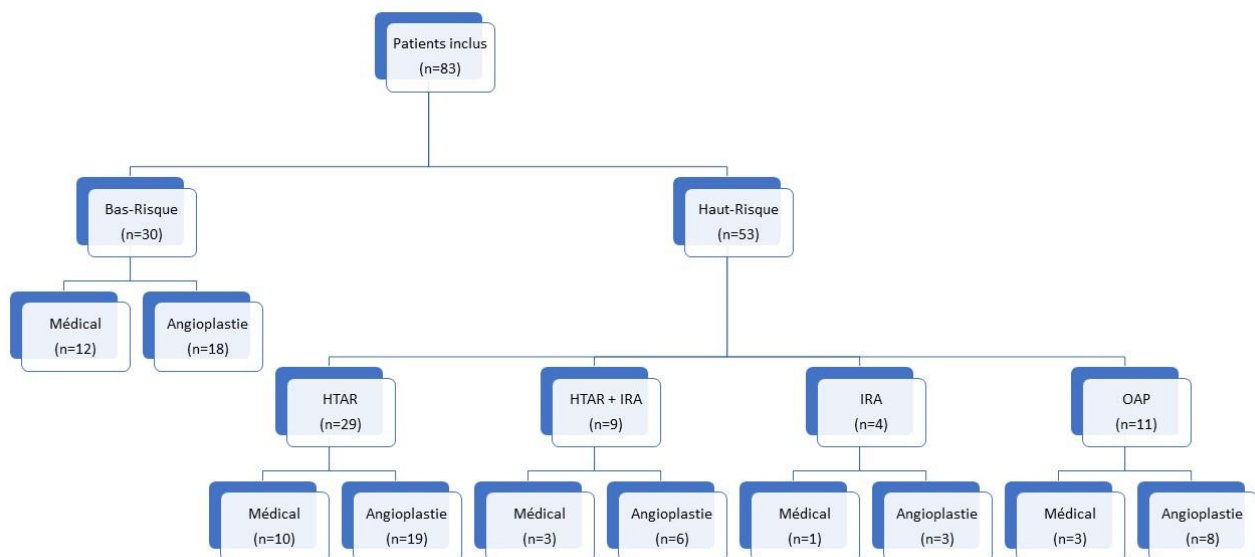 Patients inclus
(n=83)
Bas-Risque
(n=30)
Haut-Risque
(n=53)
Médical
(n=12)
Angioplastie
(n=18)
HTAR
(n=29)
HTAR + IRA
(n=9)
IRA
(n=4)
OAP
(n=11)
Médical
(n=10)
Angioplastie
(n=19)
Médical
(n=3)
Angioplastie
(n=6)
Médical
(n=1)
Angioplastie
(n=3)
Médical
(n=3)
Angioplastie
(n=8)